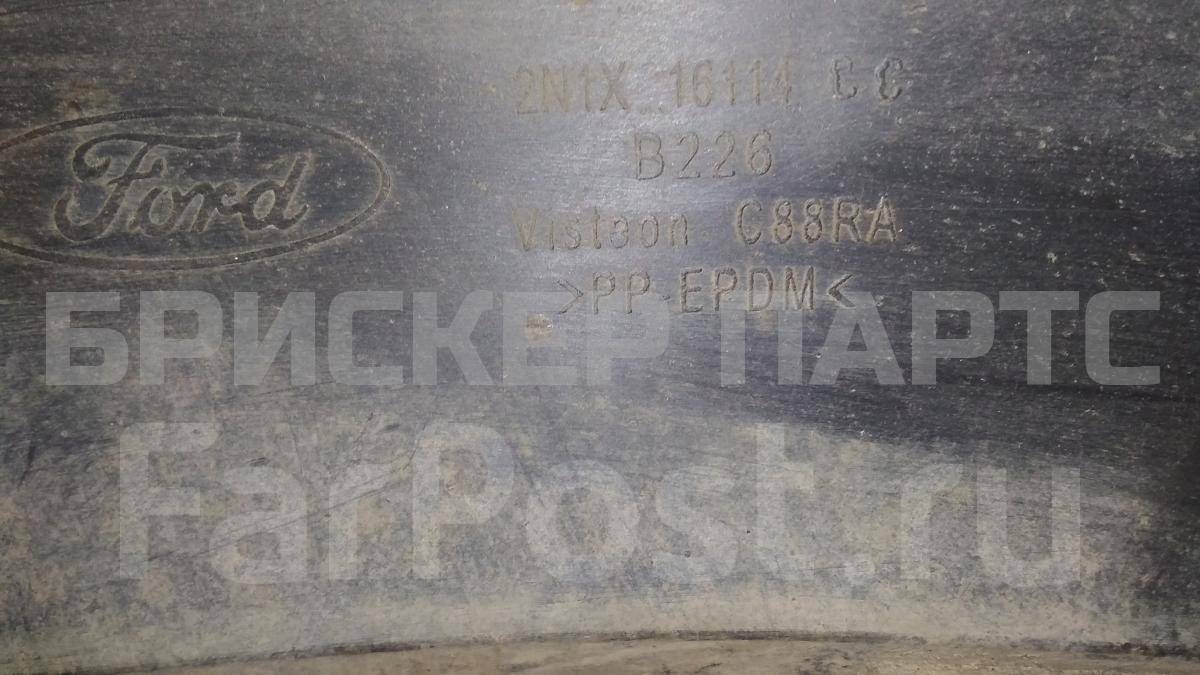 2N1X 16114 CC
Ford
B226
Visteon C88RA
>PP-EPDM<
БРИСКЕР ПАРТС
FarPost.ru